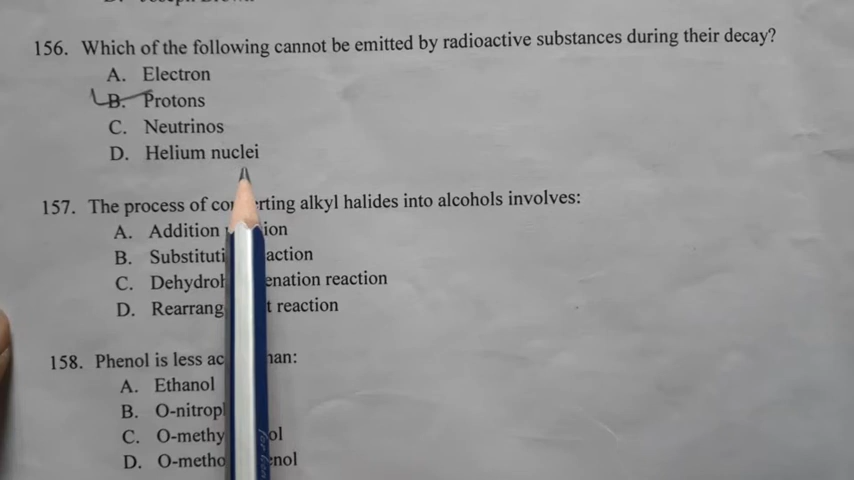 156. Which of the following cannot be emitted by radioactive substances during their decay?
A. Electron
B. Protons
C. Neutrinos
D. Helium nuclei
157. The process of co rting alkyl halides into alcohols involves:
A. Addition ion
B. Substituti action
C. Dehydro enation reaction
D. Rearrang t reaction
158. Phenol is less ac han:
A. Ethanol
B. O-nitrop
C. O-methy ol
D. O-metho enol